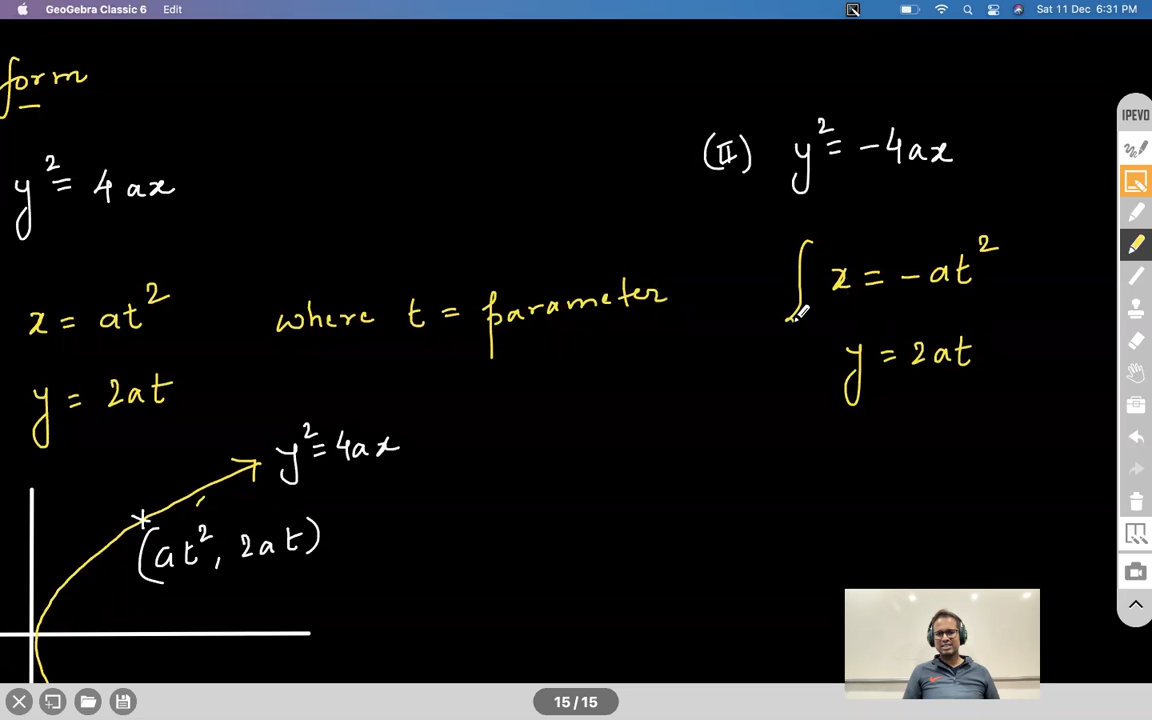 GeoGebra Classic 6 Edit Sat 11 Dec 6:31 PM
form
y² = 4ax
x = at² where t = parameter
y = 2at
y² = 4ax
(at², 2at)
(II) y² = -4ax
x = -at²
y = 2at
IPEVO
15/15